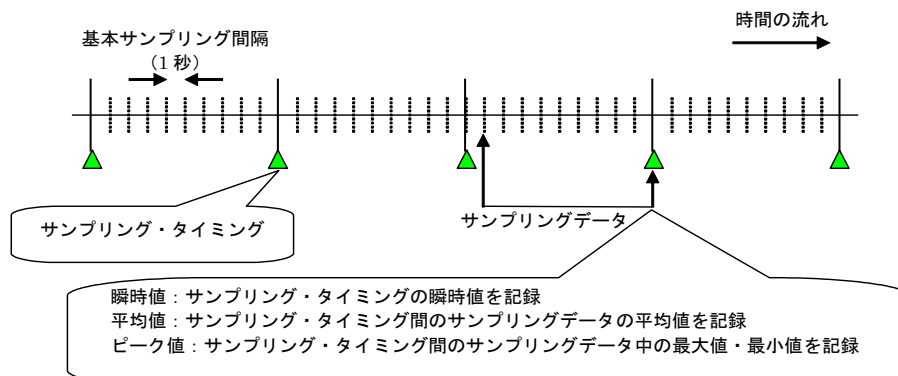 時間の流れ
基本サンプリング間隔
（1 秒）
サンプリング・タイミング
サンプリングデータ
瞬時値：サンプリング・タイミングの瞬時値を記録
平均値：サンプリング・タイミング間のサンプリングデータの平均値を記録
ピーク値：サンプリング・タイミング間のサンプリングデータ中の最大値・最小値を記録